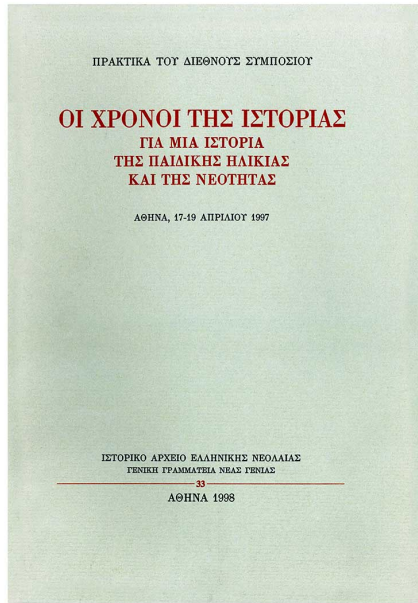 ΠΡΑΚΤΙΚΑ ΤΟΥ ΔΙΕΘΝΟΥΣ ΣΥΜΠΟΣΙΟΥ
ΟΙ ΧΡΟΝΟΙ ΤΗΣ ΙΣΤΟΡΙΑΣ
ΓΙΑ ΜΙΑ ΙΣΤΟΡΙΑ
ΤΗΣ ΠΑΙΔΙΚΗΣ ΗΛΙΚΙΑΣ
ΚΑΙ ΤΗΣ ΝΕΟΤΗΤΑΣ
ΑΘΗΝΑ, 17-19 ΑΠΡΙΛΙΟΥ 1997
ΙΣΤΟΡΙΚΟ ΑΡΧΕΙΟ ΕΛΛΗΝΙΚΗΣ ΝΕΟΛΑΙΑΣ
ΓΕΝΙΚΗ ΓΡΑΜΜΑΤΕΙΑ ΝΕΑΣ ΓΕΝΙΑΣ
33
ΑΘΗΝΑ 1998